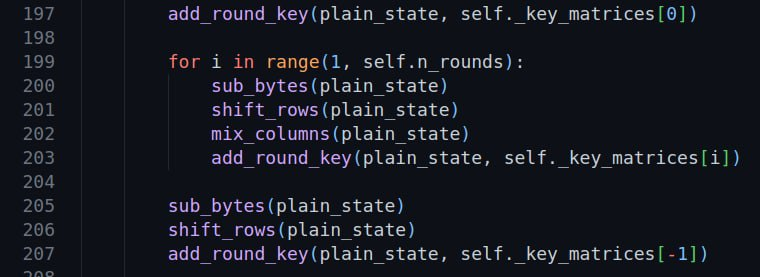 197 add_round_key(plain_state, self._key_matrices[0])
198
199 for i in range(1, self.n_rounds):
200 sub_bytes(plain_state)
201 shift_rows(plain_state)
202 mix_columns(plain_state)
203 add_round_key(plain_state, self._key_matrices[i])
204
205 sub_bytes(plain_state)
206 shift_rows(plain_state)
207 add_round_key(plain_state, self._key_matrices[-1])